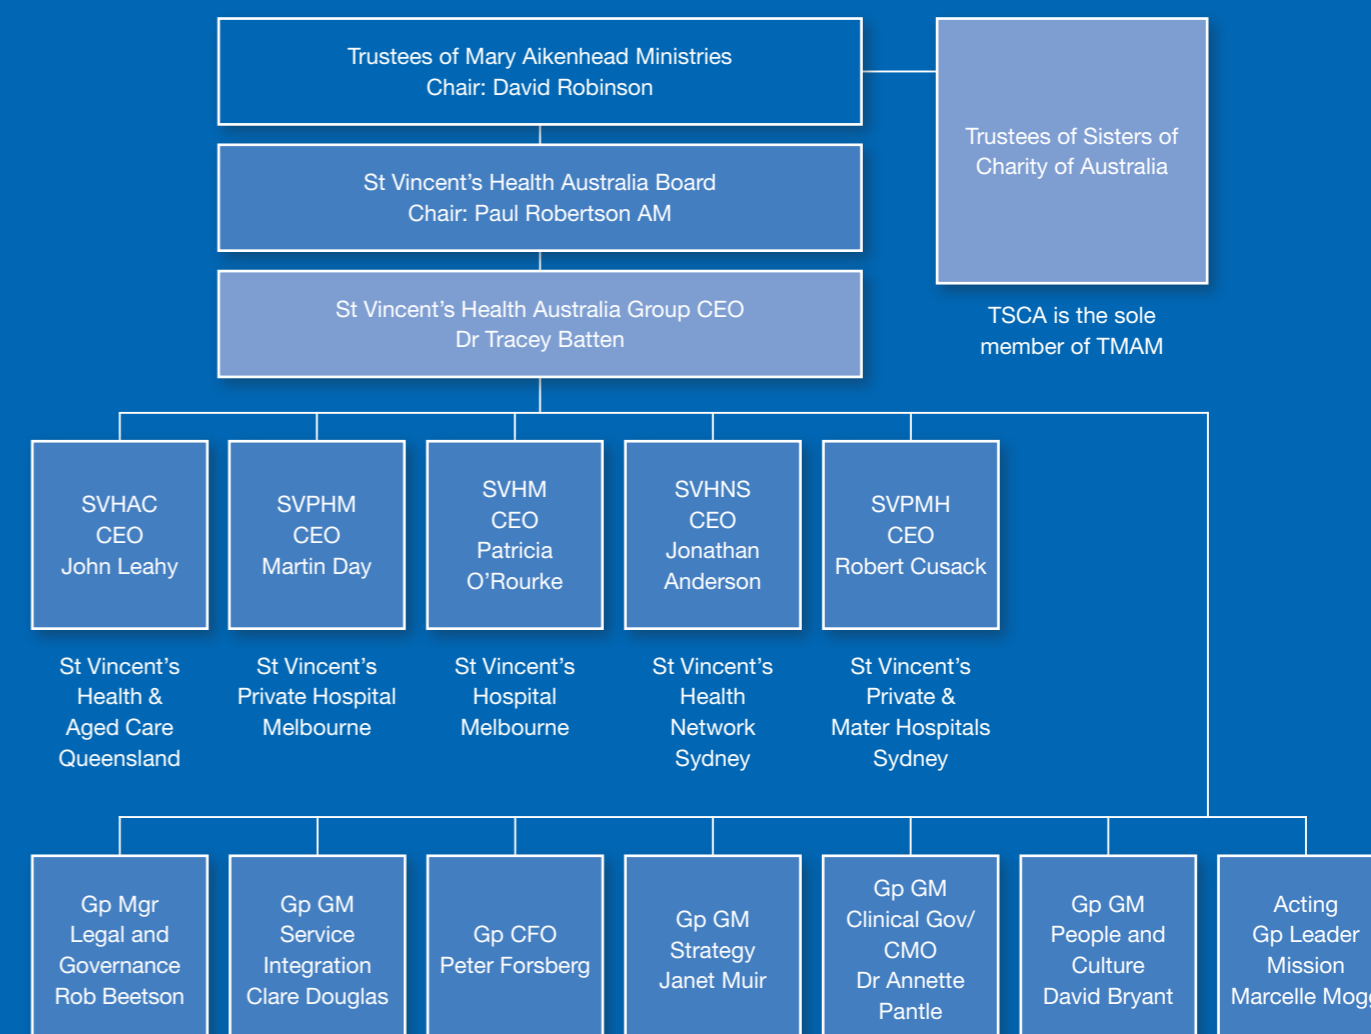 Trustees of Mary Aikenhead Ministries
Chair: David Robinson
Trustees of Sisters of
Charity of Australia
St Vincent’s Health Australia Board
Chair: Paul Robertson AM
St Vincent’s Health Australia Group CEO
Dr Tracey Batten
TSCA is the sole
member of TMAM
SVHAC
CEO
John Leahy
SVPHM
CEO
Martin Day
SVHM
CEO
Patricia
O’Rourke
SVHNS
CEO
Jonathan
Anderson
SVPMH
CEO
Robert Cusack
St Vincent’s
Health &
Aged Care
Queensland
St Vincent’s
Private Hospital
Melbourne
St Vincent’s
Hospital
Melbourne
St Vincent’s
Health
Network
Sydney
St Vincent’s
Private &
Mater Hospitals
Sydney
Gp Mgr
Legal and
Governance
Rob Beetson
Gp GM
Service
Integration
Clare Douglas
Gp CFO
Peter Forsberg
Gp GM
Strategy
Janet Muir
Gp GM
Clinical Gov/
CMO
Dr Annette
Pantle
Gp GM
People and
Culture
David Bryant
Acting
Gp Leader
Mission
Marcelle